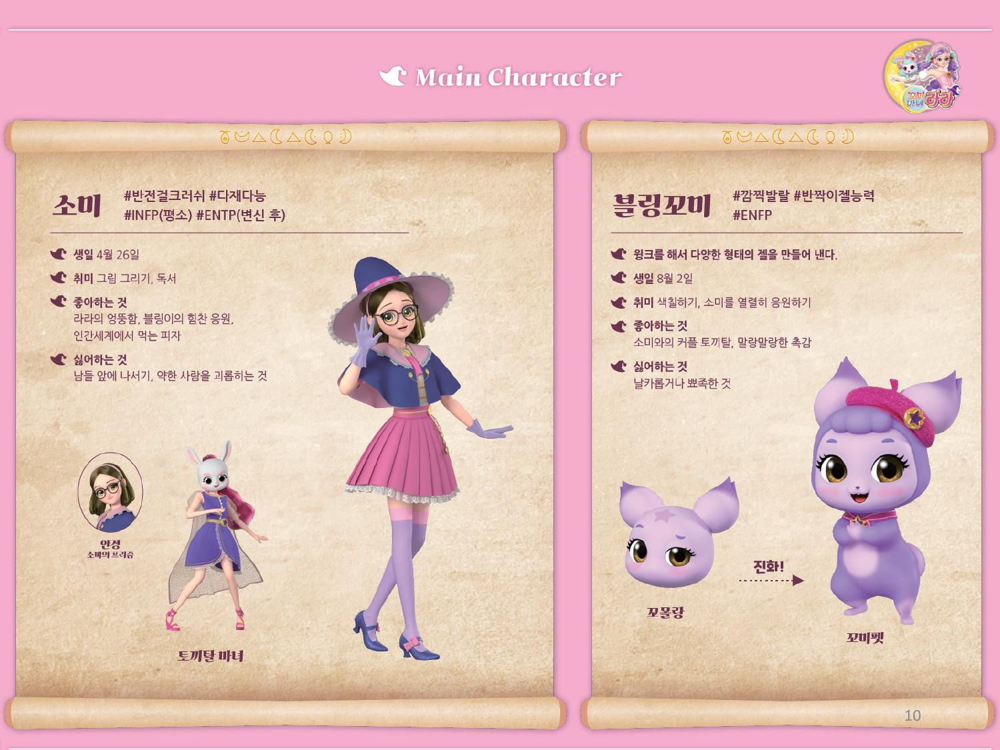 Main Character
꼬미
마녀 라라
소미
#반전걸크러쉬 #다재다능
#INFP(평소) #ENTP(변신 후)
생일 4월 26일
취미 그림 그리기, 독서
좋아하는 것
라라의 엉뚱함, 블링이의 힘찬 응원,
인간세계에서 먹는 피자
싫어하는 것
남들 앞에 나서기, 약한 사람을 괴롭히는 것
안경
소미의 프리즘
토끼탈 마녀
블링꼬미
#깜찍발랄 #반짝이젤능력
#ENFP
윙크를 해서 다양한 형태의 젤을 만들어 낸다.
생일 8월 2일
취미 색칠하기, 소미를 열렬히 응원하기
좋아하는 것
소미와의 커플 토끼탈, 말랑말랑한 촉감
싫어하는 것
날카롭거나 뾰족한 것
진화!
꼬몰랑
꼬미펫
10